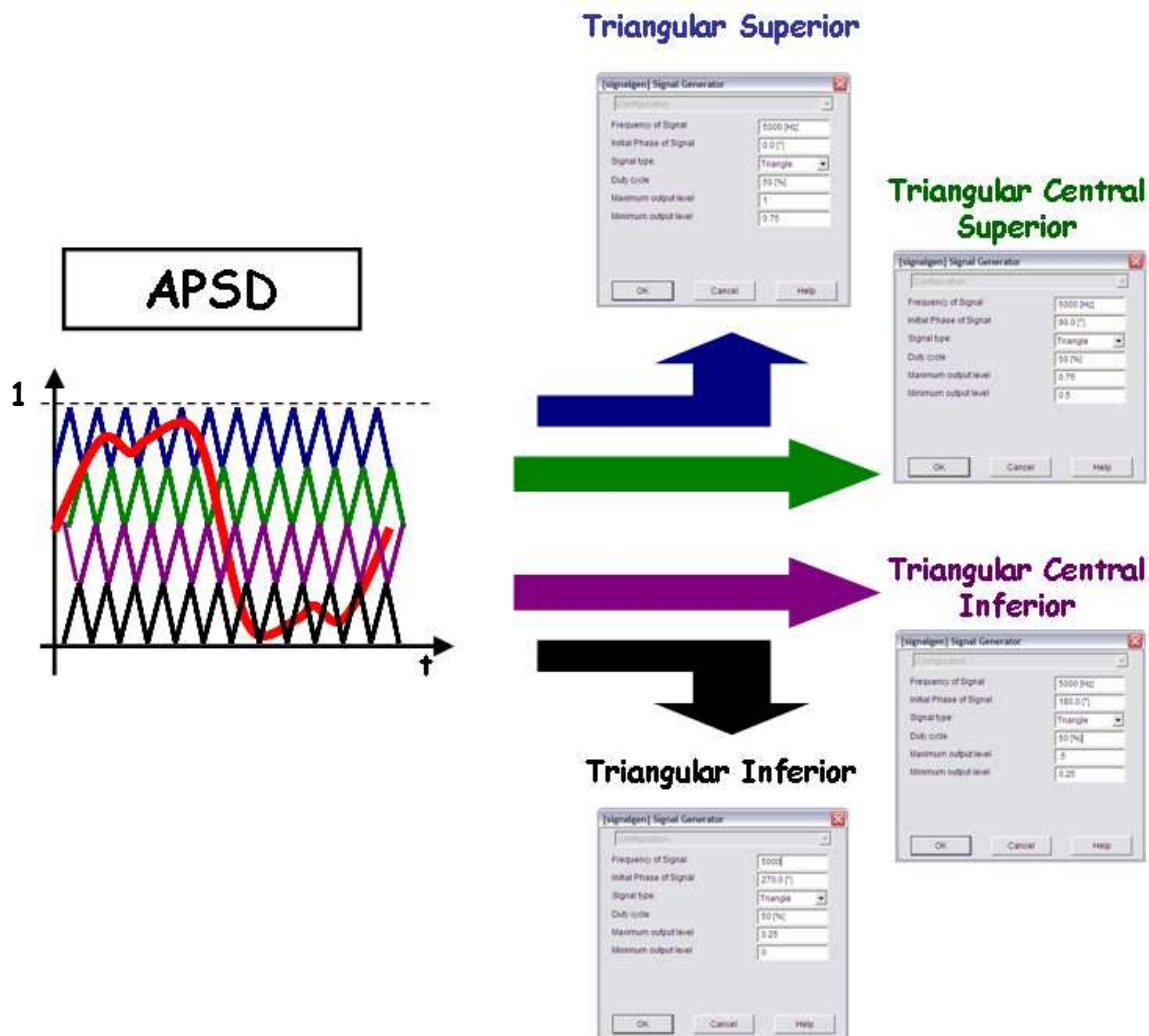 Triangular Superior
[signalgen] Signal Generator
Configuration
Frequency of Signal 5000 [Hz]
Initial Phase of Signal 0.0 [°]
Signal type: Triangle
Duty cycle 50 [%]
Maximum output level 1
Minimum output level 0.75
OK Cancel Help
Triangular Central
Superior
[signalgen] Signal Generator
Configuration
Frequency of Signal 5000 [Hz]
Initial Phase of Signal 90.0 [°]
Signal type: Triangle
Duty cycle 50 [%]
Maximum output level 0.75
Minimum output level 0.5
OK Cancel Help
APSD
1
t
Triangular Central
Inferior
[signalgen] Signal Generator
Configuration
Frequency of Signal 5000 [Hz]
Initial Phase of Signal 180.0 [°]
Signal type: Triangle
Duty cycle 50 [%]
Maximum output level .5
Minimum output level 0.25
OK Cancel Help
Triangular Inferior
[signalgen] Signal Generator
Configuration
Frequency of Signal 5000
Initial Phase of Signal 270.0 [°]
Signal type: Triangle
Duty cycle 50 [%]
Maximum output level 0.25
Minimum output level 0
OK Cancel Help